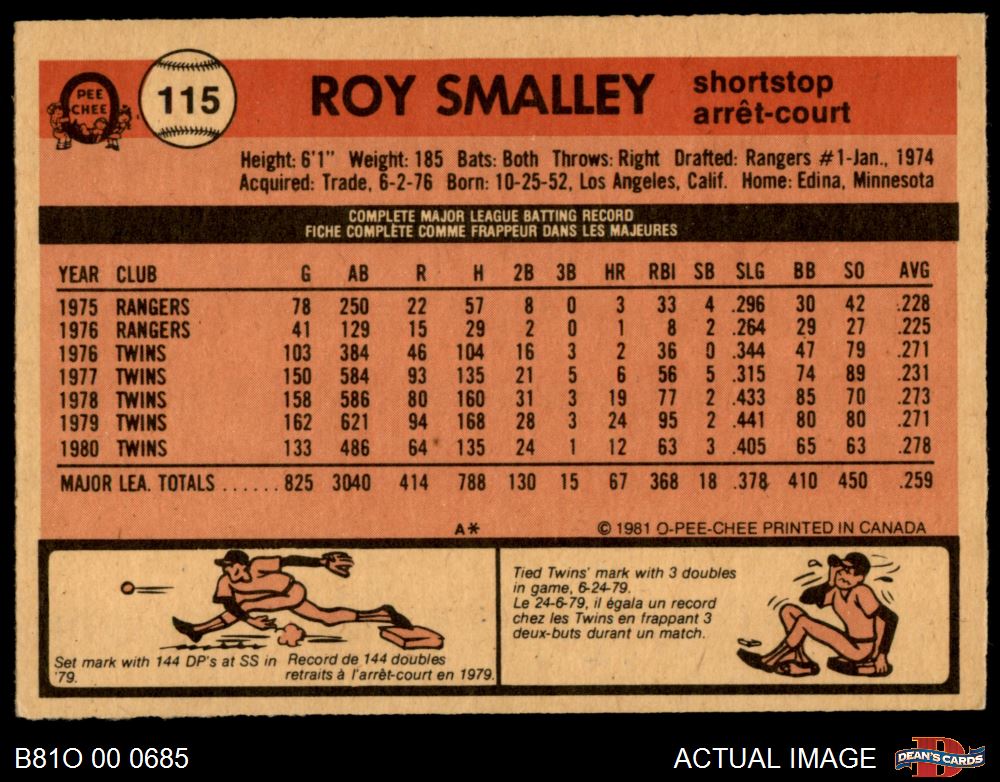 PEE
CHEE
115
ROY SMALLEY
shortstop
arrêt-court
Height: 6'1" Weight: 185 Bats: Both Throws: Right Drafted: Rangers #1-Jan., 1974
Acquired: Trade, 6-2-76 Born: 10-25-52, Los Angeles, Calif. Home: Edina, Minnesota
COMPLETE MAJOR LEAGUE BATTING RECORD
FICHE COMPLÈTE COMME FRAPPEUR DANS LES MAJEURES
YEAR CLUB G AB R H 2B 3B HR RBI SB SLG BB SO AVG
1975 RANGERS 78 250 22 57 8 0 3 33 4 .296 30 42 .228
1976 RANGERS 41 129 15 29 2 0 1 8 2 .264 29 27 .225
1976 TWINS 103 384 46 104 16 3 2 36 0 .344 47 79 .271
1977 TWINS 150 584 93 135 21 5 6 56 5 .315 74 89 .231
1978 TWINS 158 586 80 160 31 3 19 77 2 .433 85 70 .273
1979 TWINS 162 621 94 168 28 3 24 95 2 .441 80 80 .271
1980 TWINS 133 486 64 135 24 1 12 63 3 .405 65 63 .278
MAJOR LEA. TOTALS ...... 825 3040 414 788 130 15 67 368 18 .378 410 450 .259
A* © 1981 O-PEE-CHEE PRINTED IN CANADA
Set mark with 144 DP's at SS in
'79.
Record de 144 doubles
retraits à l'arrêt-court en 1979.
Tied Twins' mark with 3 doubles
in game, 6-24-79.
Le 24-6-79, il égala un record
chez les Twins en frappant 3
deux-buts durant un match.
B81O 00 0685
ACTUAL IMAGE
DEAN'S CARDS